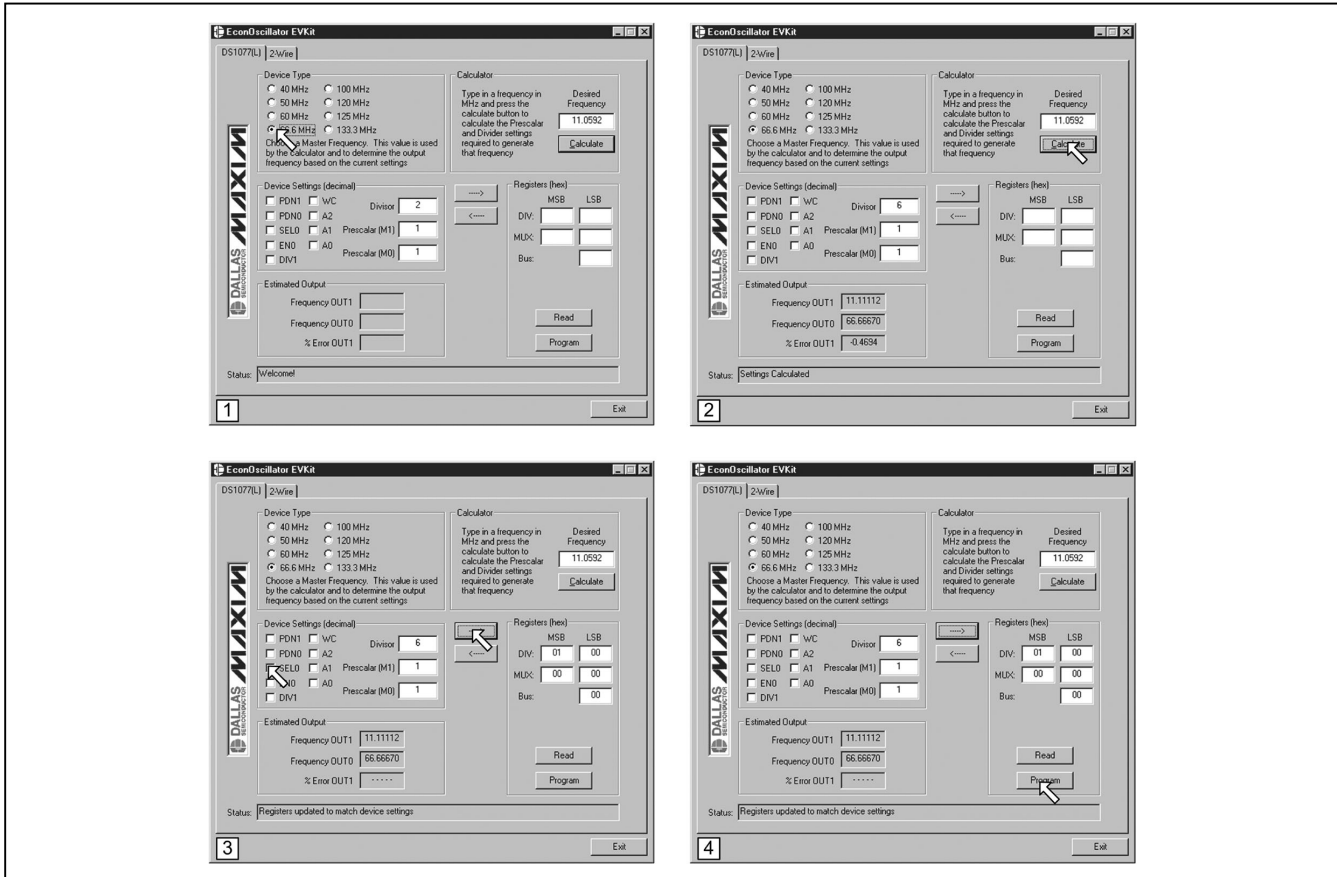 EconOscillator EVKit
DS1077(L) 2-Wire
Device Type
40 MHz 100 MHz
50 MHz 120 MHz
60 MHz 125 MHz
66.6 MHz 133.3 MHz
Choose a Master Frequency. This value is used
by the calculator and to determine the output
frequency based on the current settings
Calculator
Type in a frequency in
MHz and press the
calculate button to
calculate the Prescalar
and Divider settings
required to generate
that frequency
Desired
Frequency
11.0592
Calculate
DALLAS SEMICONDUCTOR MAXIM
Device Settings (decimal)
PDN1 WC Divisor 2
PDN0 A2
SEL0 A1 Prescalar (M1) 1
EN0 A0
DIV1 Prescalar (M0) 1
----->
<-----
Registers (hex)
MSB LSB
DIV:
MUX:
Bus:
Estimated Output
Frequency OUT1
Frequency OUT0
% Error OUT1
Read
Program
Status: Welcome!
1
Exit
EconOscillator EVKit
DS1077(L) 2-Wire
Device Type
40 MHz 100 MHz
50 MHz 120 MHz
60 MHz 125 MHz
66.6 MHz 133.3 MHz
Choose a Master Frequency. This value is used
by the calculator and to determine the output
frequency based on the current settings
Calculator
Type in a frequency in
MHz and press the
calculate button to
calculate the Prescalar
and Divider settings
required to generate
that frequency
Desired
Frequency
11.0592
Calculate
DALLAS SEMICONDUCTOR MAXIM
Device Settings (decimal)
PDN1 WC Divisor 6
PDN0 A2
SEL0 A1 Prescalar (M1) 1
EN0 A0
DIV1 Prescalar (M0) 1
----->
<-----
Registers (hex)
MSB LSB
DIV:
MUX:
Bus:
Estimated Output
Frequency OUT1 11.11112
Frequency OUT0 66.66670
% Error OUT1 -0.4694
Read
Program
Status: Settings Calculated
2
Exit
EconOscillator EVKit
DS1077(L) 2-Wire
Device Type
40 MHz 100 MHz
50 MHz 120 MHz
60 MHz 125 MHz
66.6 MHz 133.3 MHz
Choose a Master Frequency. This value is used
by the calculator and to determine the output
frequency based on the current settings
Calculator
Type in a frequency in
MHz and press the
calculate button to
calculate the Prescalar
and Divider settings
required to generate
that frequency
Desired
Frequency
11.0592
Calculate
DALLAS SEMICONDUCTOR MAXIM
Device Settings (decimal)
PDN1 WC Divisor 6
PDN0 A2
SEL0 A1 Prescalar (M1) 1
EN0 A0
DIV1 Prescalar (M0) 1
<-----
Registers (hex)
MSB LSB
DIV: 01 00
MUX: 00 00
Bus: 00
Estimated Output
Frequency OUT1 11.11112
Frequency OUT0 66.66670
% Error OUT1 -----
Read
Program
Status: Registers updated to match device settings
3
Exit
EconOscillator EVKit
DS1077(L) 2-Wire
Device Type
40 MHz 100 MHz
50 MHz 120 MHz
60 MHz 125 MHz
66.6 MHz 133.3 MHz
Choose a Master Frequency. This value is used
by the calculator and to determine the output
frequency based on the current settings
Calculator
Type in a frequency in
MHz and press the
calculate button to
calculate the Prescalar
and Divider settings
required to generate
that frequency
Desired
Frequency
11.0592
Calculate
DALLAS SEMICONDUCTOR MAXIM
Device Settings (decimal)
PDN1 WC Divisor 6
PDN0 A2
SEL0 A1 Prescalar (M1) 1
EN0 A0
DIV1 Prescalar (M0) 1
----->
<-----
Registers (hex)
MSB LSB
DIV: 01 00
MUX: 00 00
Bus: 00
Estimated Output
Frequency OUT1 11.11112
Frequency OUT0 66.66670
% Error OUT1 -----
Read
Program
Status: Registers updated to match device settings
4
Exit